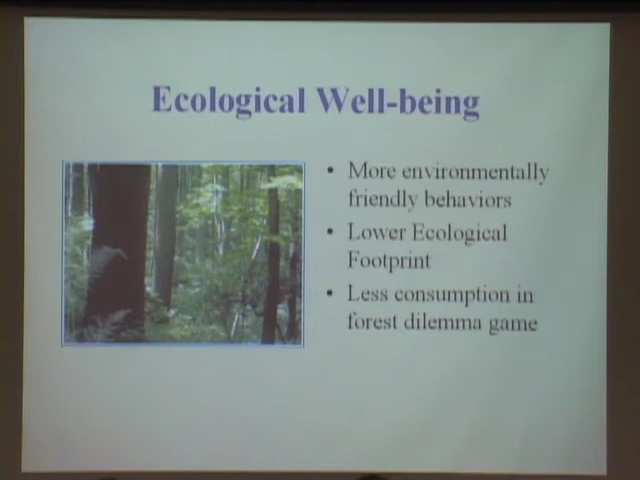 Ecological Well-being
• More environmentally
friendly behaviors
• Lower Ecological
Footprint
• Less consumption in
forest dilemma game